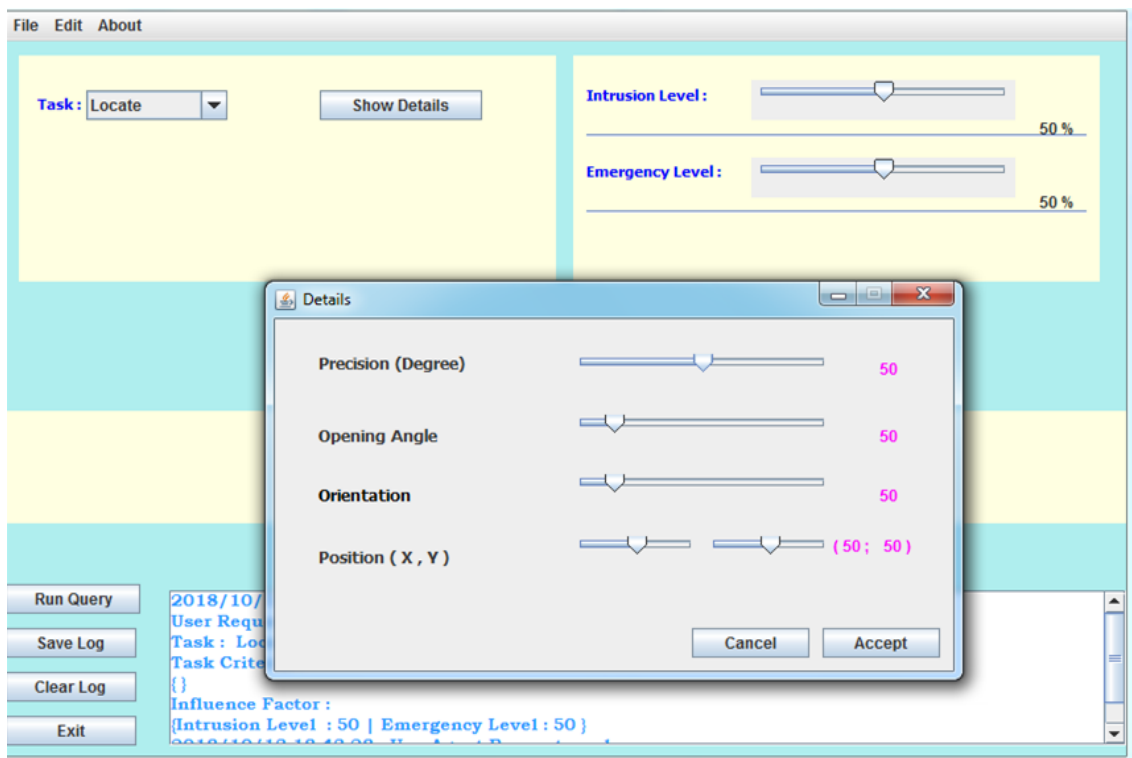 File Edit About
Task : Locate
Show Details
Intrusion Level :
50 %
Emergency Level :
50 %
Details
Precision (Degree)
50
Opening Angle
50
Orientation
50
Position ( X , Y )
( 50 ; 50 )
Cancel
Accept
Run Query
Save Log
Clear Log
Exit
2018/10/
User Requ
Task : Loc
Task Crite
{}
Influence Factor :
{Intrusion Level : 50 | Emergency Level : 50 }